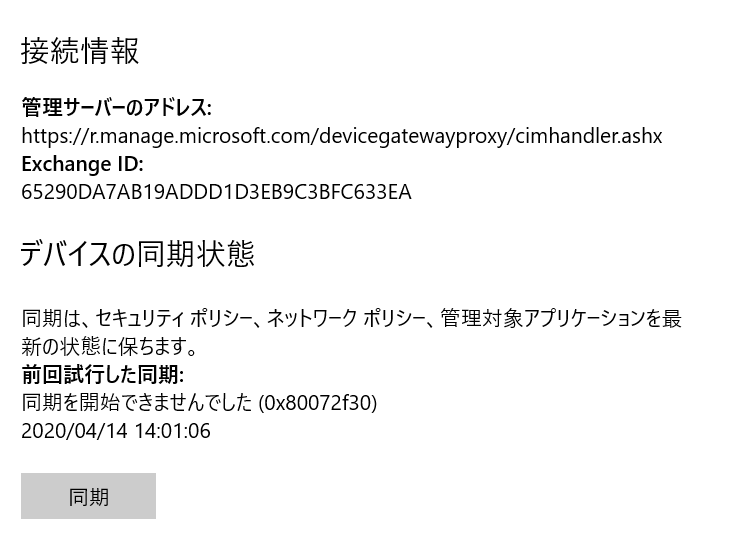 接続情報
管理サーバーのアドレス:
https://r.manage.microsoft.com/devicegatewayproxy/cimhandler.ashx
Exchange ID:
65290DA7AB19ADDD1D3EB9C3BFC633EA
デバイスの同期状態
同期は、セキュリティ ポリシー、ネットワーク ポリシー、管理対象アプリケーションを最
新の状態に保ちます。
前回試行した同期:
同期を開始できませんでした (0x80072f30)
2020/04/14 14:01:06
同期